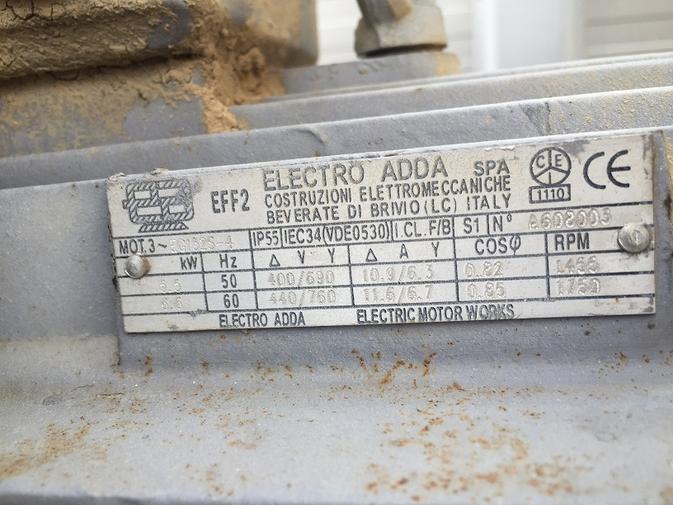 EFF2
ELECTRO ADDA SPA
COSTRUZIONI ELETTROMECCANICHE
BEVERATE DI BRIVIO (LC) ITALY
CE
1110
CE
MOT.3~ IP55 IEC34(VDE0530) I.CL.F/B S1 N°
kW Hz Δ V Y Δ A Y COSφ RPM
50 400/690 10.9/6.3 0.82
60 440/760 11.6/6.7 0.85
ELECTRO ADDA ELECTRIC MOTOR WORKS